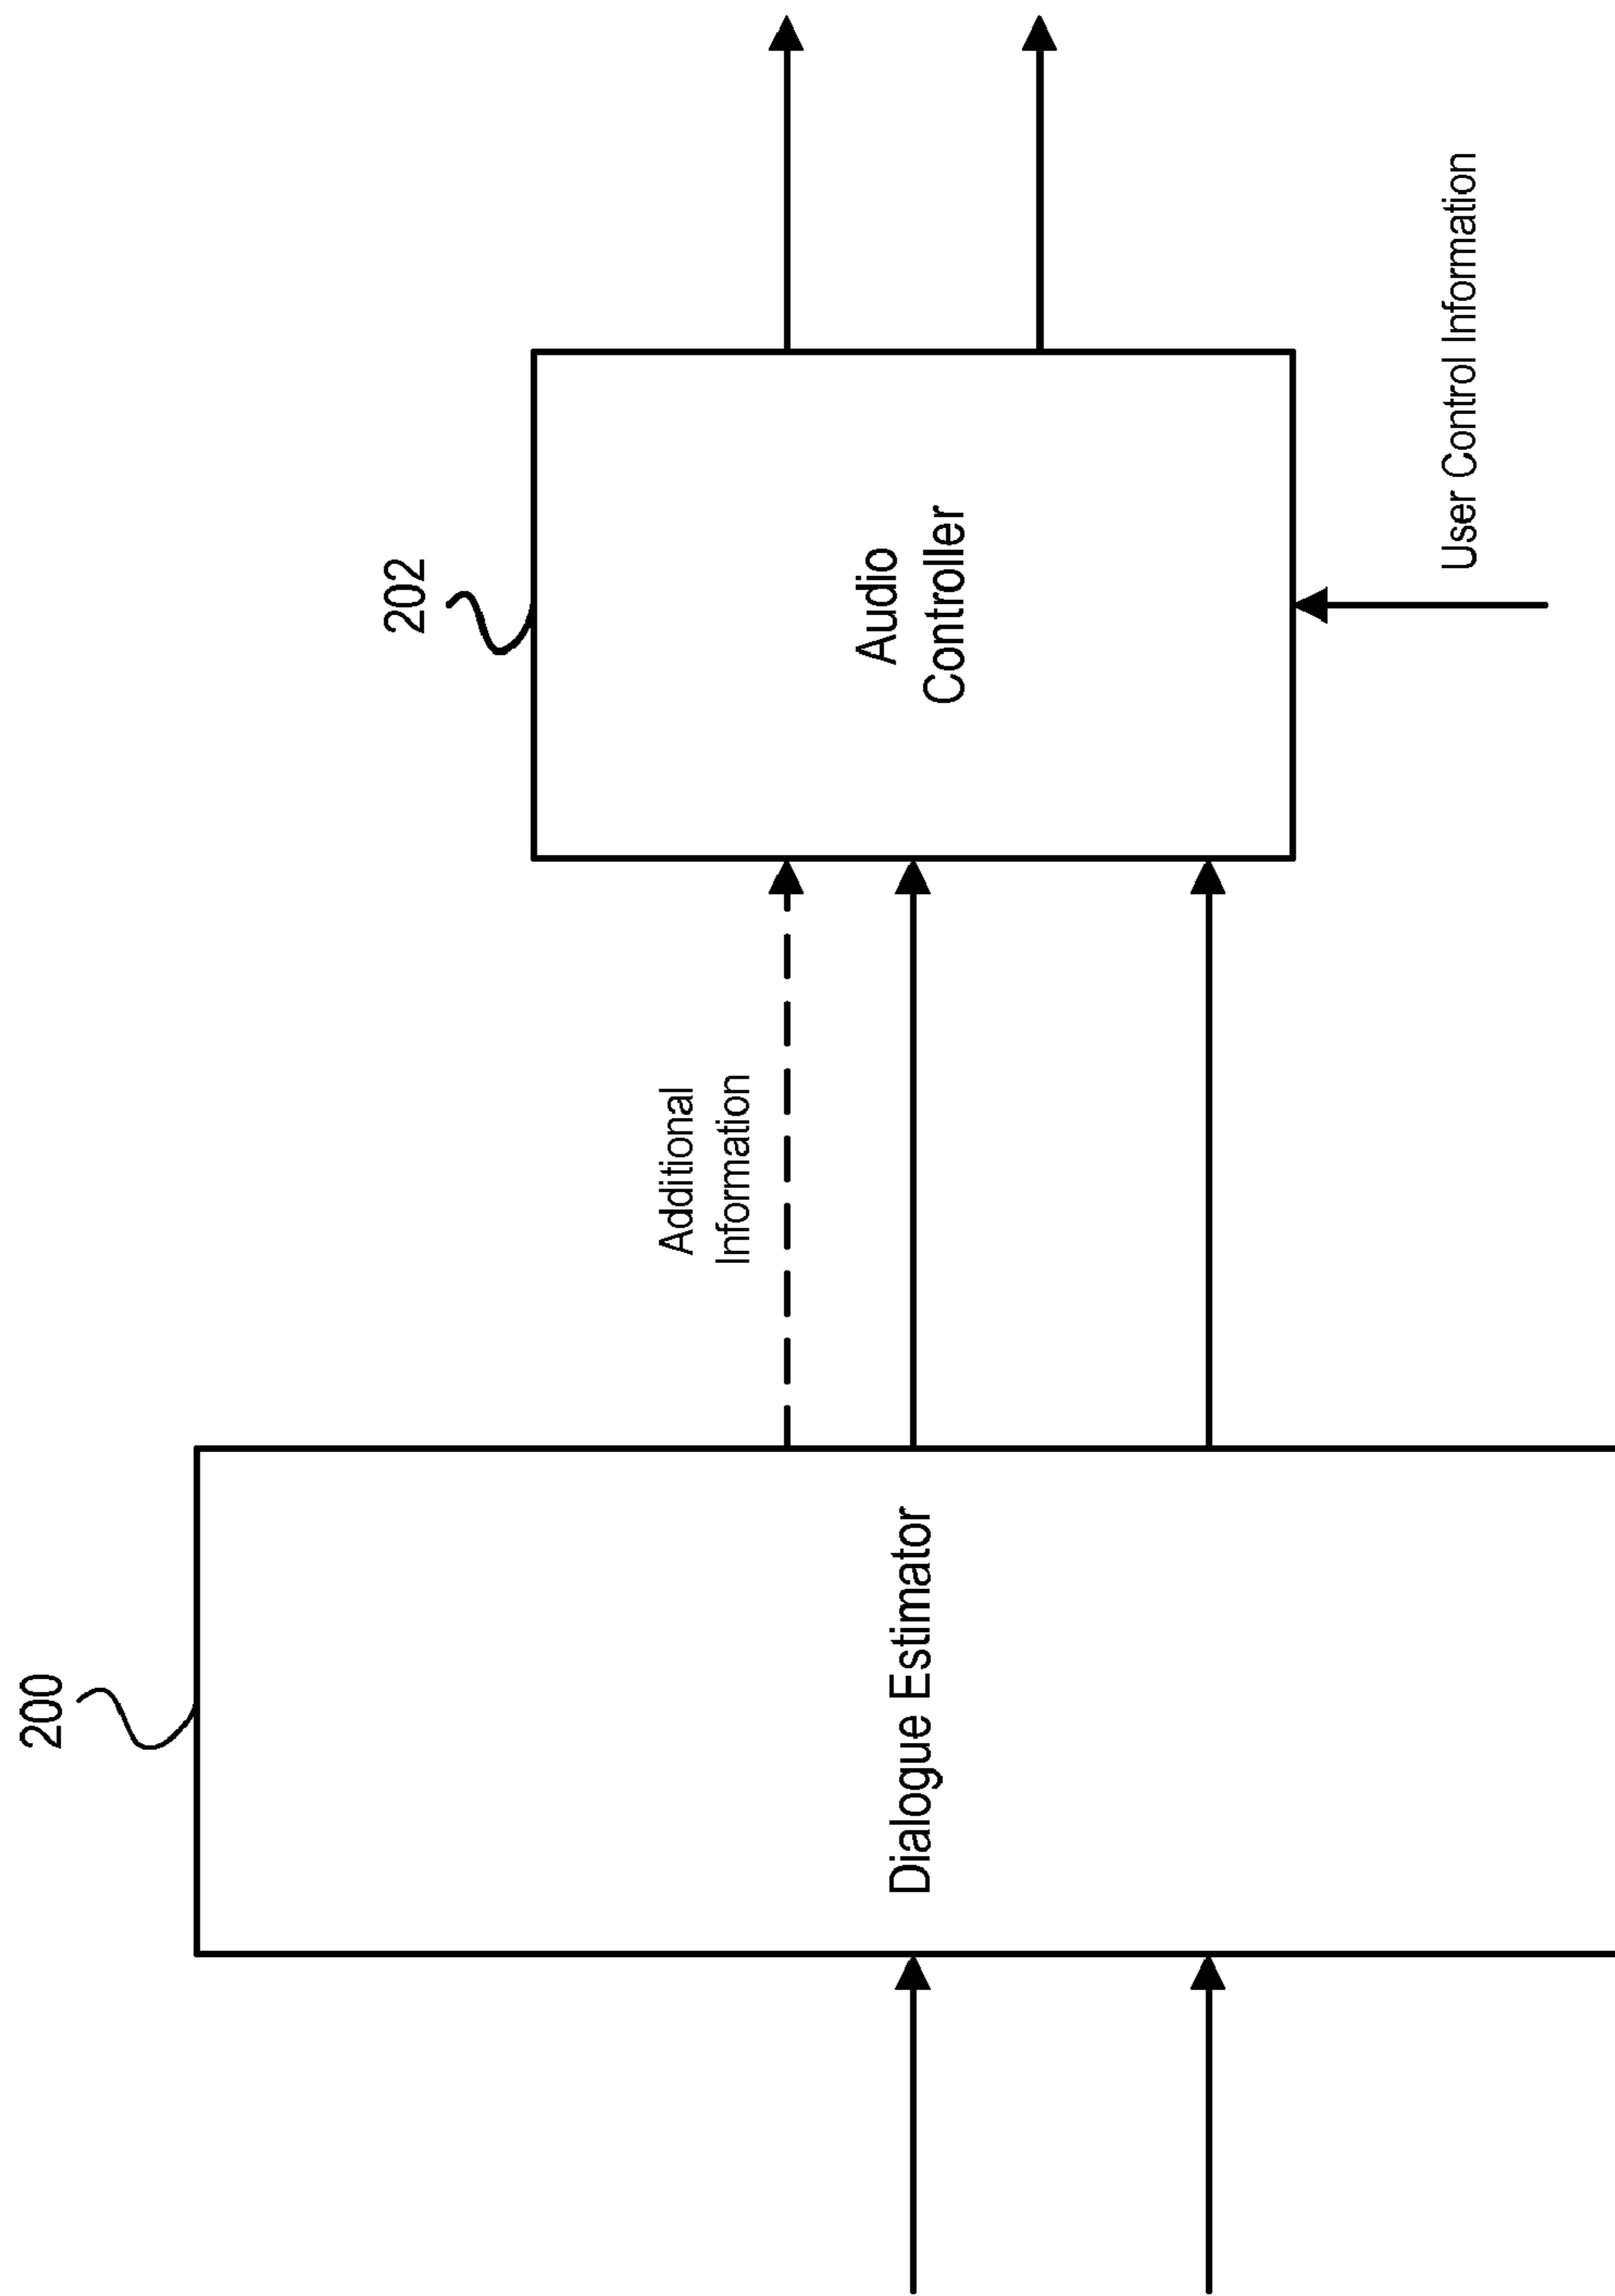 200
Dialogue Estimator
Additional
Information
202
Audio
Controller
User Control Information